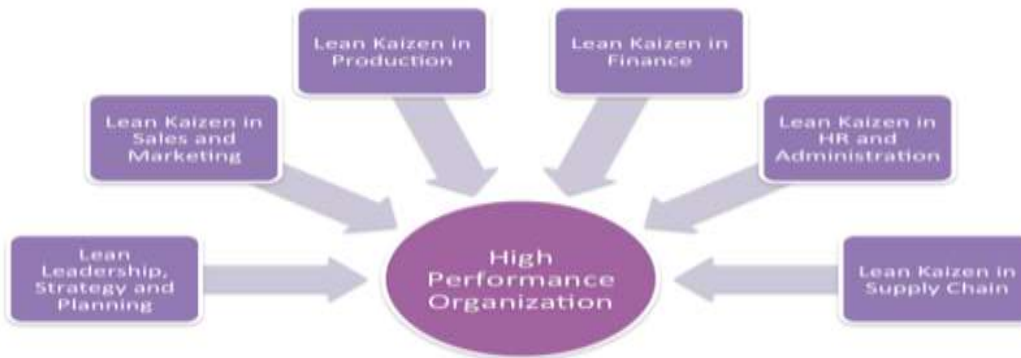 Lean Kaizen in
Production
Lean Kaizen in
Finance
Lean Kaizen in
Sales and
Marketing
Lean Kaizen in
HR and
Administration
Lean
Leadership,
Strategy and
Planning
High
Performance
Organization
Lean Kaizen in
Supply Chain